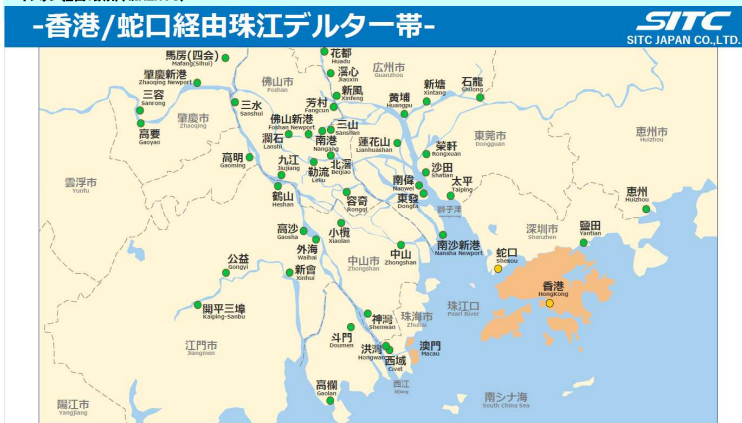 -香港/蛇口経由珠江デルター帯-
SITC
SITC JAPAN CO.,LTD.
馬房(四会)
Mafang(Sihui)
花都
Huadu
広州市
Guanzhou
肇慶新港
Zhaoqing Newport
佛山市
Foshan
滘心
Jiaoxin
新塘
Xintang
石龍
Shilong
三容
Sanrong
三水
Sanshui
新風
Xinfeng
芳村
Fangcun
黄埔
Huangpu
肇慶市
Zhaoqing
高要
Gaoyao
佛山新港
Foshan Newport
三山
Sanshan
瀾石
Lanshi
南港
Nangang
蓮花山
Lianhuashan
東莞市
Dongguan
惠州市
Huizhou
高明
Gaoming
九江
Jiujiang
勒流
Leliu
北滘
Beijiao
榮軒
Rongxuan
沙田
Shatian
雲浮市
Yunfu
鶴山
Heshan
容奇
Rongqi
南偉
Nanwei
太平
Taiping
東發
Dongfa
獅子洋
惠州
Huizhou
高沙
Gaosha
小欖
Xiaolan
外海
Waihai
中山市
Zhongshan
中山
Zhongshan
南沙新港
Nansha Newport
深圳市
Shenzhen
蛇口
Shekou
鹽田
Yantian
公益
Gongyi
新會
Xinhui
香港
HongKong
開平三埠
Kaiping-Sanbu
神灣
Shenwan
珠海市
Zhuhai
珠江口
Pearl River
斗門
Doumen
江門市
Jiangmen
洪灣
Hongwan
西域
Civet
澳門
Macau
高欄
Gaolan
西江
Xijiang
陽江市
Yangjiang
南シナ海
South China Sea